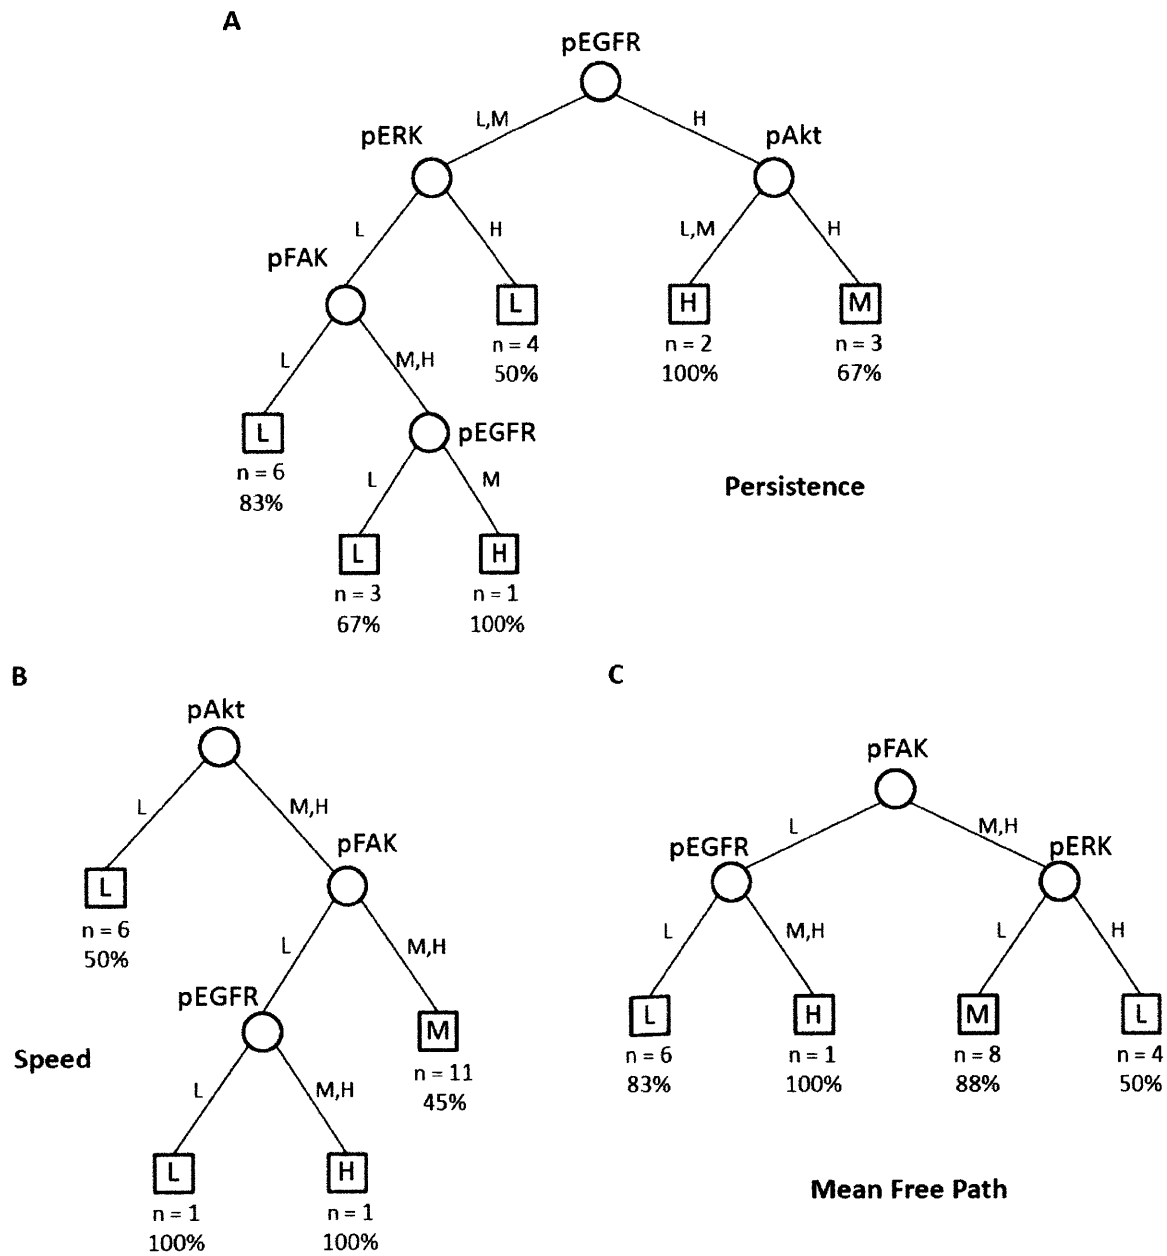 A
pEGFR
L,M
H
pERK
pAkt
L
H
L,M
H
pFAK
L
H
M
n = 4
n = 2
n = 3
50%
100%
67%
L
M,H
L
pEGFR
n = 6
83%
L
M
Persistence
L
H
n = 3
n = 1
67%
100%
B
pAkt
L
M,H
pFAK
L
n = 6
50%
L
M,H
pEGFR
M
n = 11
45%
Speed
L
M,H
L
H
n = 1
n = 1
100%
100%
C
pFAK
L
M,H
pEGFR
pERK
L
M,H
L
H
L
H
M
L
n = 6
n = 1
n = 8
n = 4
83%
100%
88%
50%
Mean Free Path